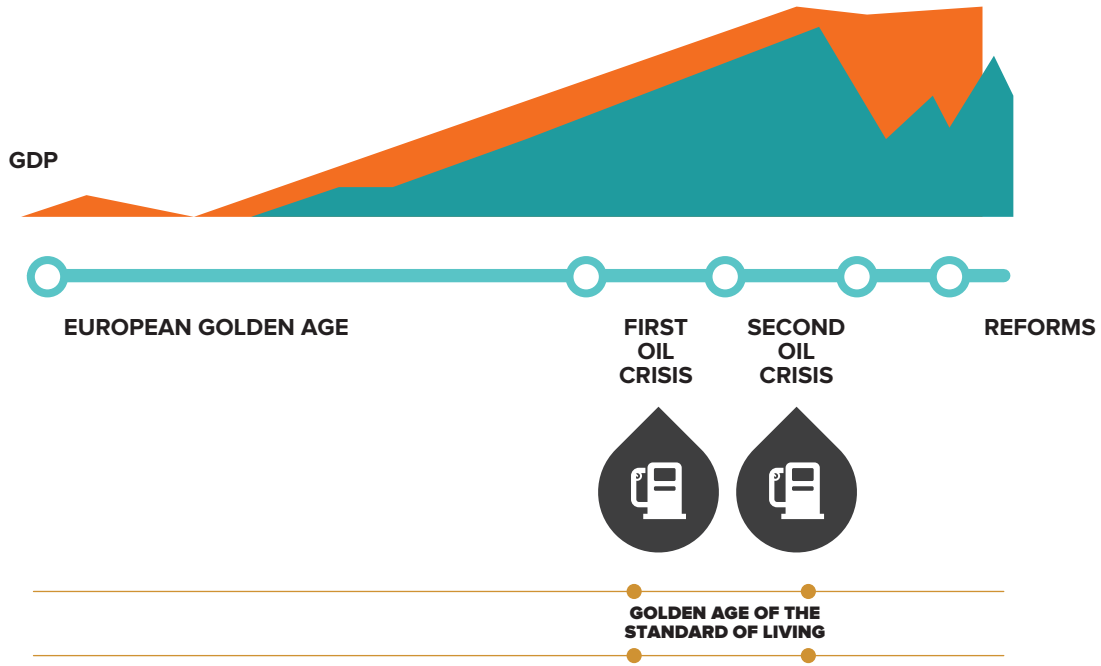 GDP
EUROPEAN GOLDEN AGE
FIRST
OIL
CRISIS
SECOND
OIL
CRISIS
REFORMS
GOLDEN AGE OF THE
STANDARD OF LIVING